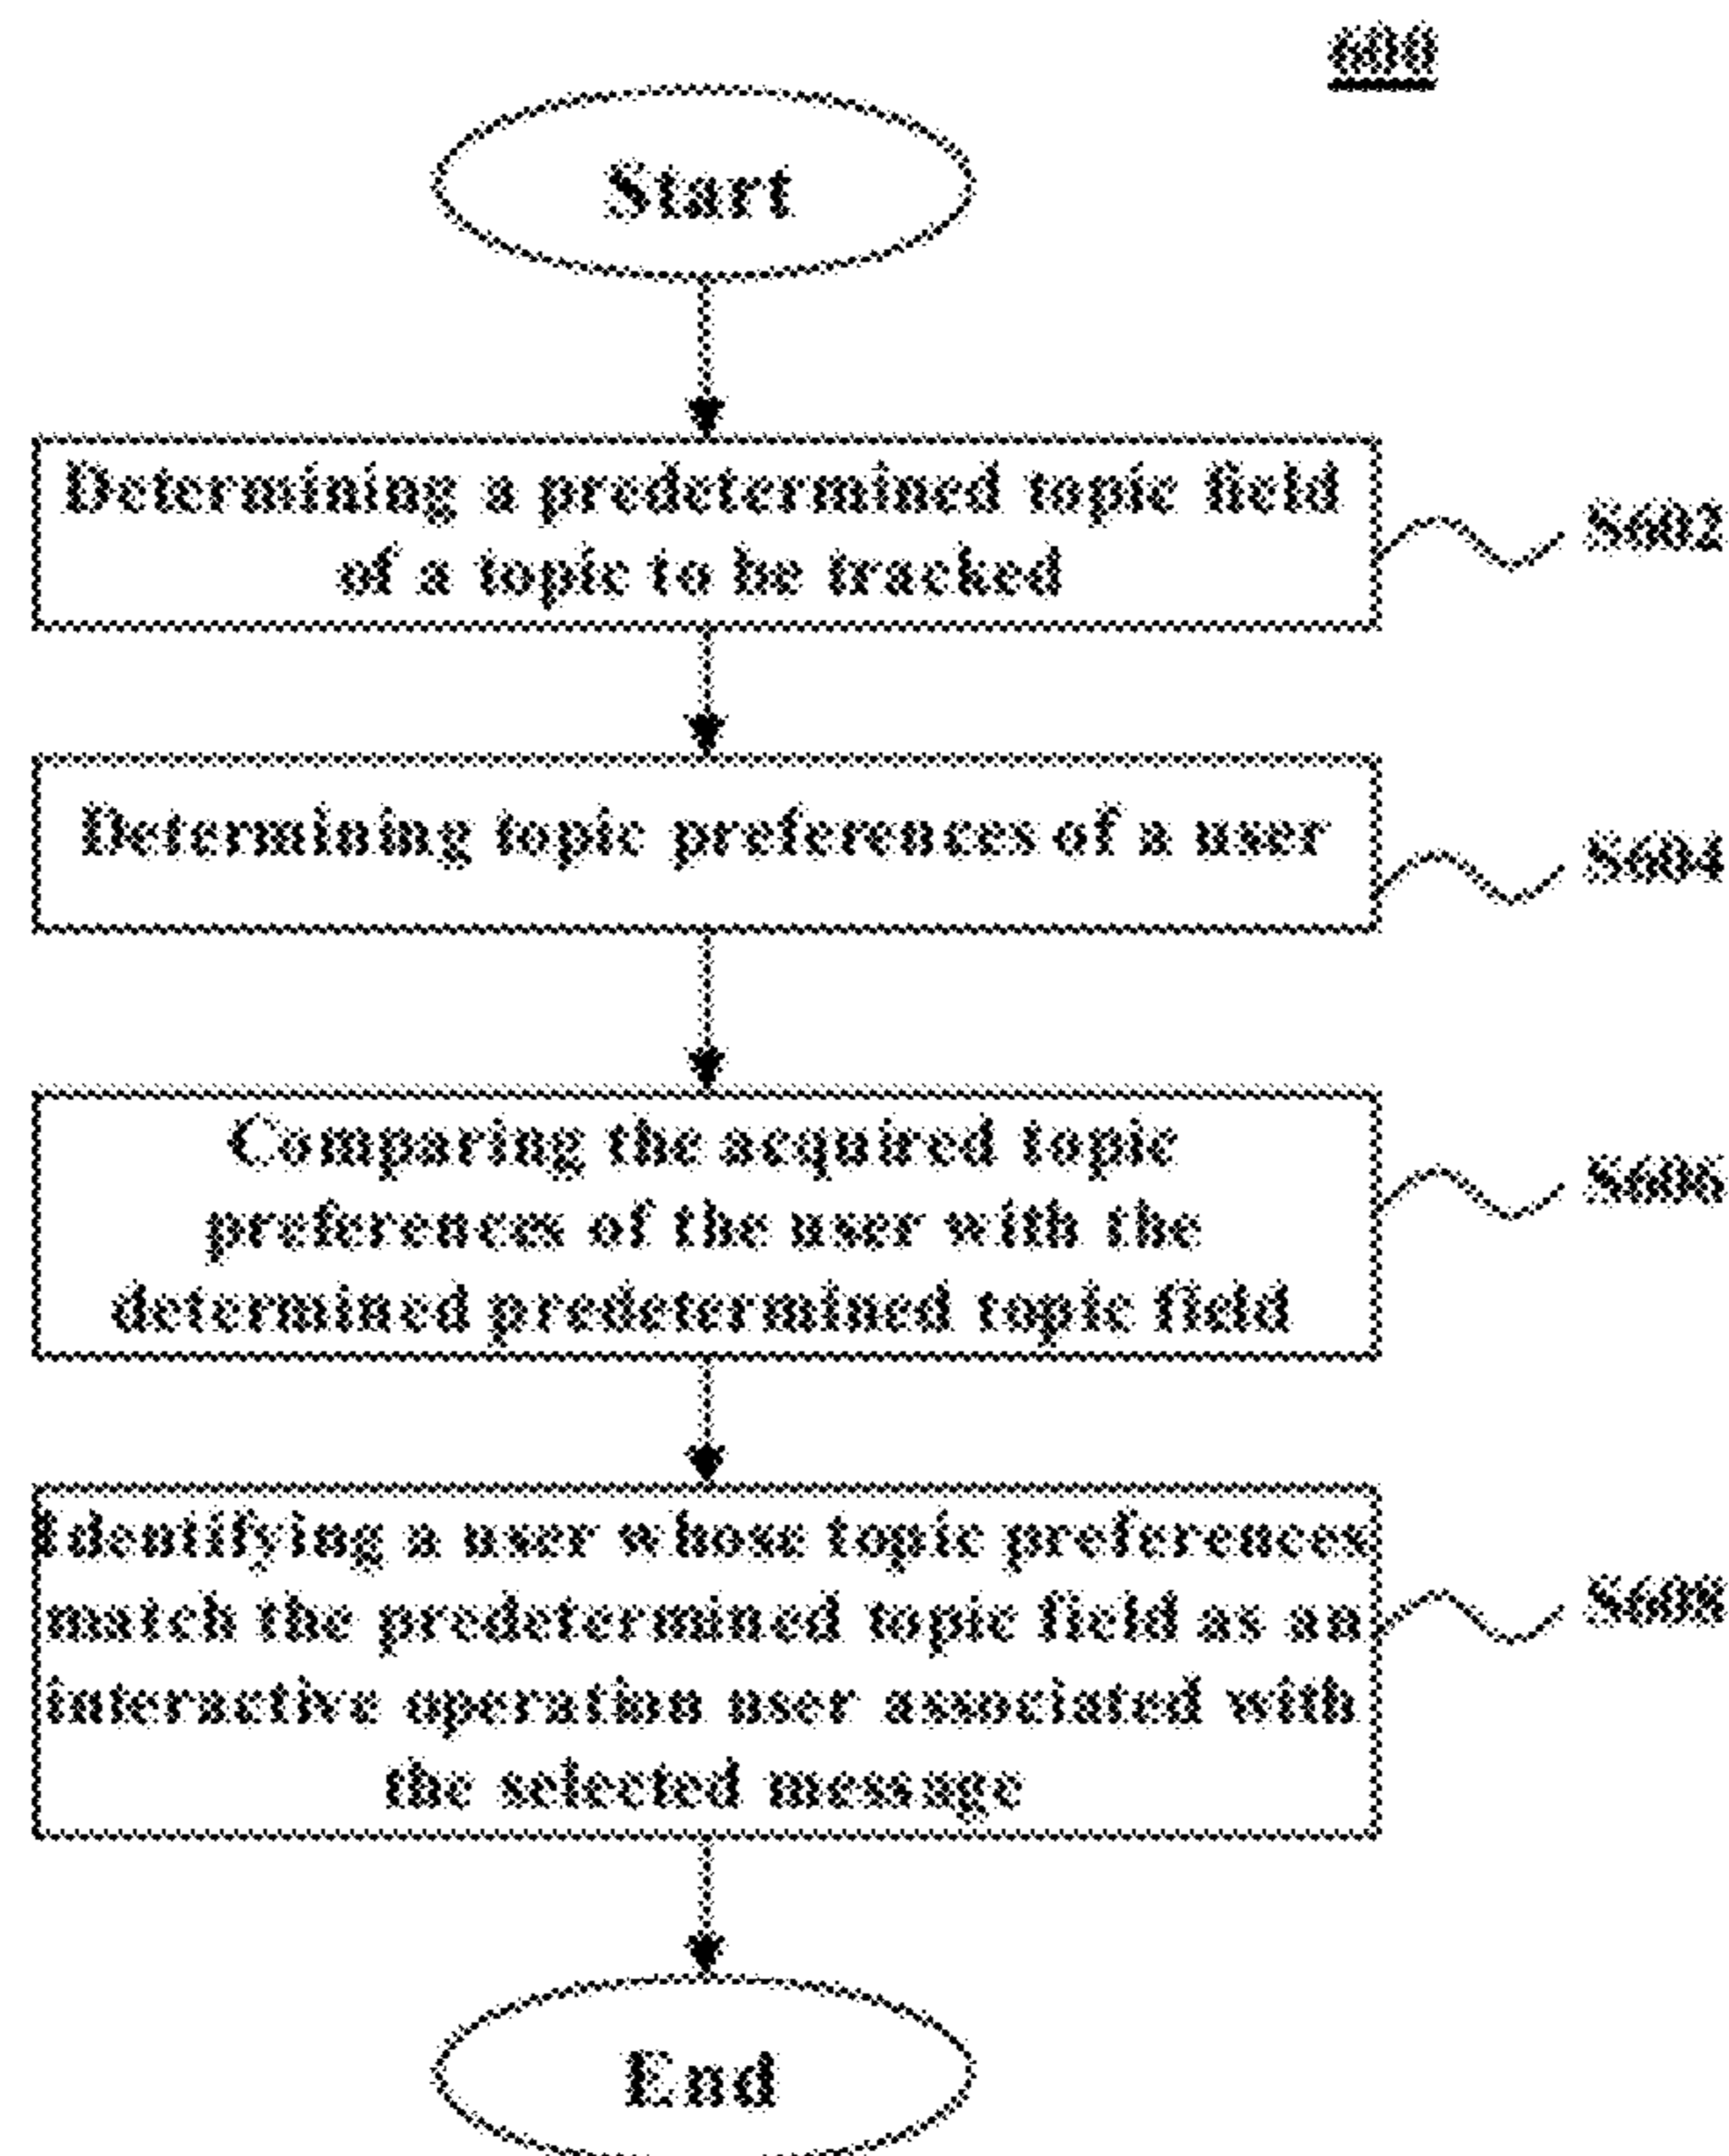 600
Start
Determining a predetermined topic field
of a topic to be tracked
S602
Determining topic preferences of a user
S604
Comparing the acquired topic
preferences of the user with the
determined predetermined topic field
S606
Identifying a user whose topic preferences
match the predetermined topic field as an
interactive operation user associated with
the selected message
S608
End